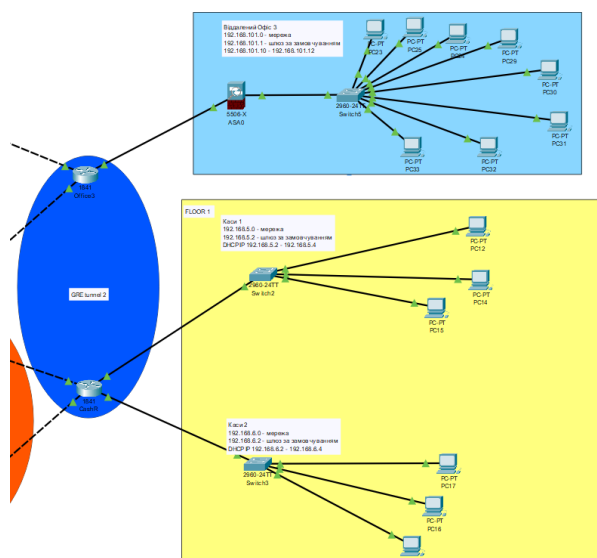 Віддалений Офіс 3
192.168.101.0 - мережа
192.168.101.1 - шлюз за замовчуванням
192.168.101.10 - 192.168.101.12
PC-PT
PC23
PC-PT
PC25
PC-PT
PC-PT
PC29
PC-PT
PC30
PC-PT
PC31
PC-PT
PC32
PC-PT
PC33
2960-24TT
Switch5
5506-X
ASA0
1841
Office3
GRE tunnel 2
1841
CashR
FLOOR 1
Каси 1
192.168.5.0 - мережа
192.168.5.2 - шлюз за замовчуванням
DHCP IP 192.168.5.2 - 192.168.5.4
2960-24TT
Switch2
PC-PT
PC12
PC-PT
PC14
PC-PT
PC15
Каси 2
192.168.6.0 - мережа
192.168.6.2 - шлюз за замовчуванням
DHCP IP 192.168.6.2 - 192.168.6.4
2960-24TT
Switch3
PC-PT
PC17
PC-PT
PC16